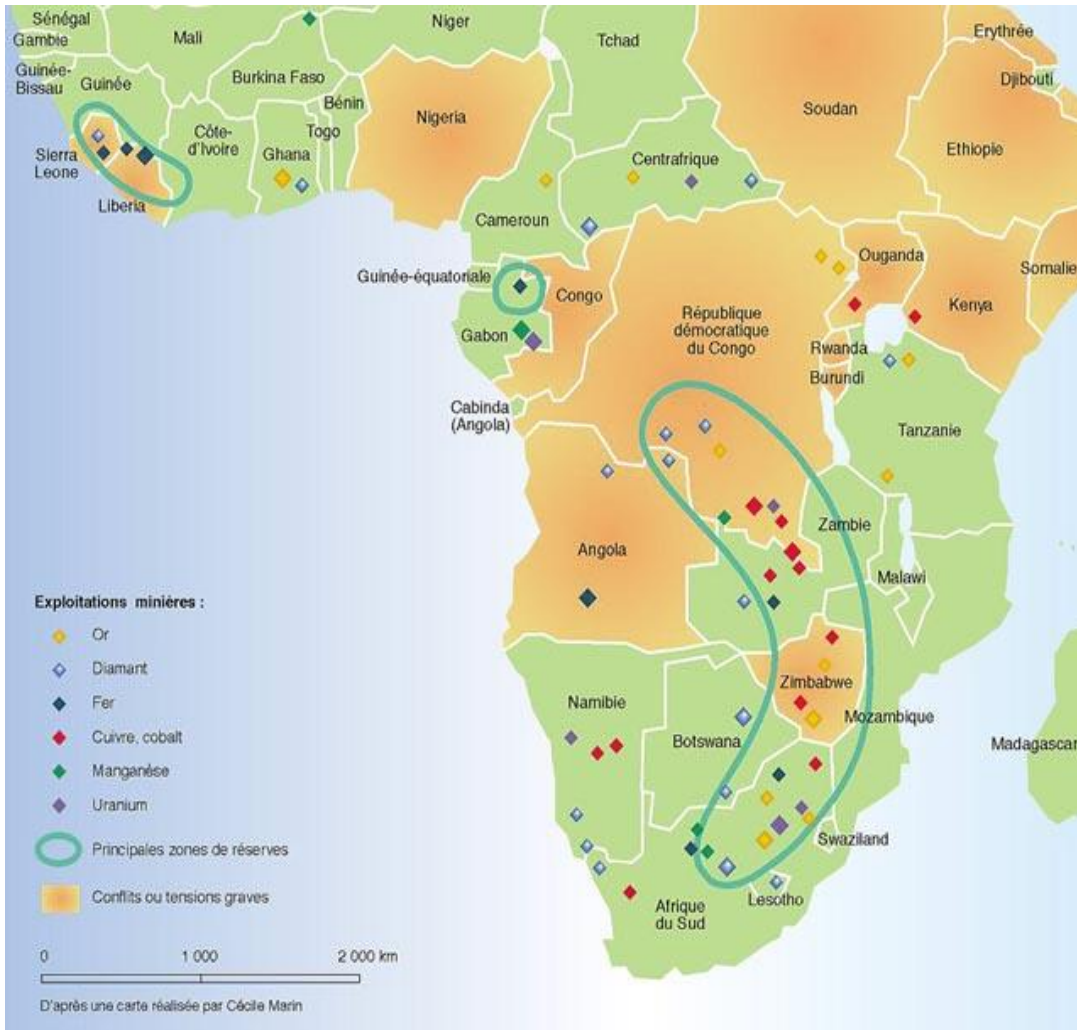 Sénégal
Gambie
Guinée-
Bissau
Guinée
Mali
Niger
Tchad
Erythrée
Djibouti
Burkina Faso
Bénin
Togo
Nigeria
Soudan
Ethiopie
Sierra
Leone
Liberia
Côte-
d'Ivoire
Ghana
Centrafrique
Cameroun
Guinée-équatoriale
Congo
Gabon
République
démocratique
du Congo
Ouganda
Somalie
Kenya
Rwanda
Burundi
Cabinda
(Angola)
Tanzanie
Angola
Zambie
Malawi
Zimbabwe
Mozambique
Namibie
Botswana
Madagascar
Swaziland
Lesotho
Afrique
du Sud
Exploitations minières :
Or
Diamant
Fer
Cuivre, cobalt
Manganèse
Uranium
Principales zones de réserves
Conflits ou tensions graves
0 1 000 2 000 km
D'après une carte réalisée par Cécile Marin